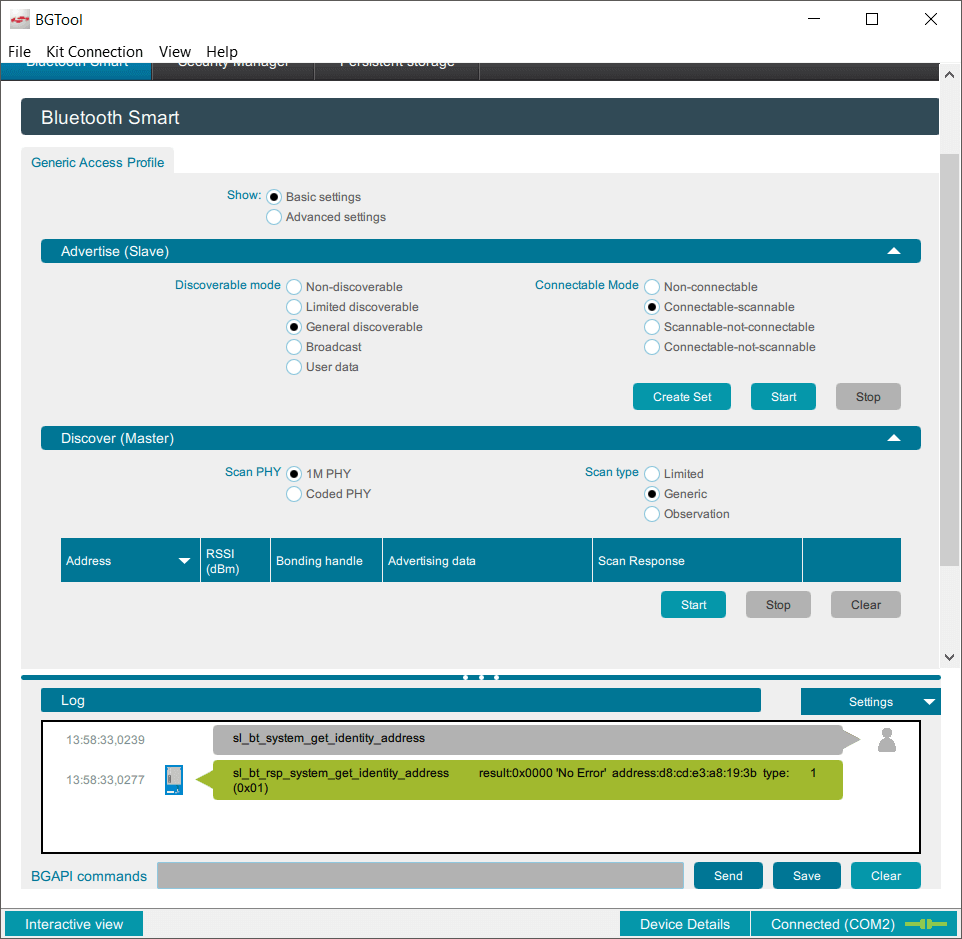 BGTool
File Kit Connection View Help
Bluetooth Smart Security Manager Persistent storage
Bluetooth Smart
Generic Access Profile
Show: Basic settings
Advanced settings
Advertise (Slave)
Discoverable mode Non-discoverable Connectable Mode Non-connectable
Limited discoverable Connectable-scannable
General discoverable Scannable-not-connectable
Broadcast Connectable-not-scannable
User data
Create Set Start Stop
Discover (Master)
Scan PHY 1M PHY Scan type Limited
Coded PHY Generic
Observation
Address RSSI (dBm) Bonding handle Advertising data Scan Response
Start Stop Clear
Log Settings
13:58:33,0239 sl_bt_system_get_identity_address
13:58:33,0277 sl_bt_rsp_system_get_identity_address result:0x0000 'No Error' address:d8:cd:e3:a8:19:3b type: 1
(0x01)
BGAPI commands Send Save Clear
Interactive view Device Details Connected (COM2)